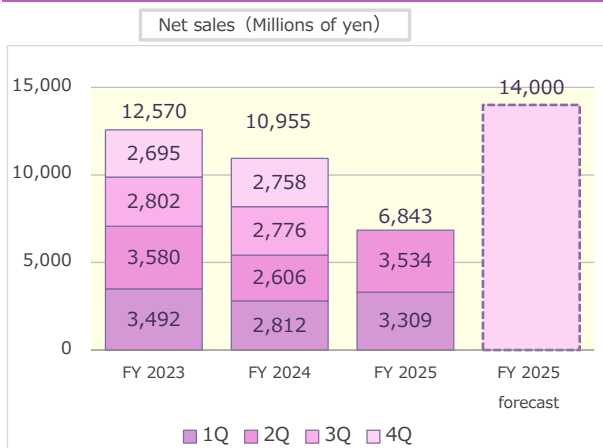 Net sales（Millions of yen）
15,000
10,000
5,000
0
12,570
2,695
2,802
3,580
3,492
10,955
2,758
2,776
2,606
2,812
6,843
3,534
3,309
14,000
FY 2023
FY 2024
FY 2025
FY 2025
forecast
1Q 2Q 3Q 4Q